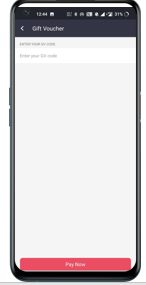 12:44
31%
Gift Voucher
ENTER YOUR GV CODE
Enter your GV code
Pay Now